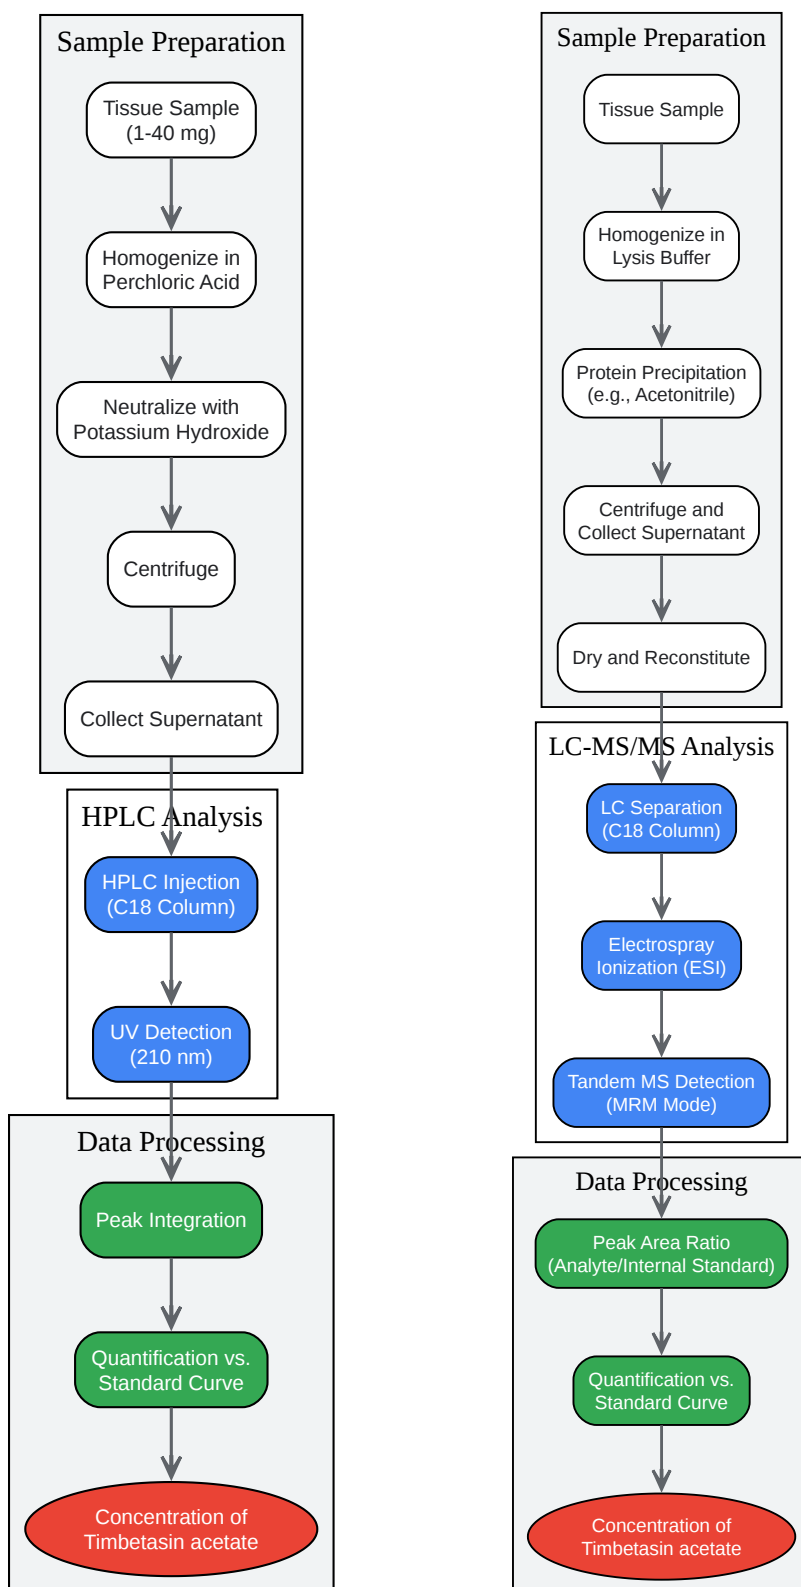 Sample Preparation
Tissue Sample
(1-40 mg)
Homogenize in
Perchloric Acid
Neutralize with
Potassium Hydroxide
Centrifuge
Collect Supernatant
HPLC Analysis
HPLC Injection
(C18 Column)
UV Detection
(210 nm)
Data Processing
Peak Integration
Quantification vs.
Standard Curve
Concentration of
Timbetasin acetate
Sample Preparation
Tissue Sample
Homogenize in
Lysis Buffer
Protein Precipitation
(e.g., Acetonitrile)
Centrifuge and
Collect Supernatant
Dry and Reconstitute
LC-MS/MS Analysis
LC Separation
(C18 Column)
Electrospray
Ionization (ESI)
Tandem MS Detection
(MRM Mode)
Data Processing
Peak Area Ratio
(Analyte/Internal Standard)
Quantification vs.
Standard Curve
Concentration of
Timbetasin acetate